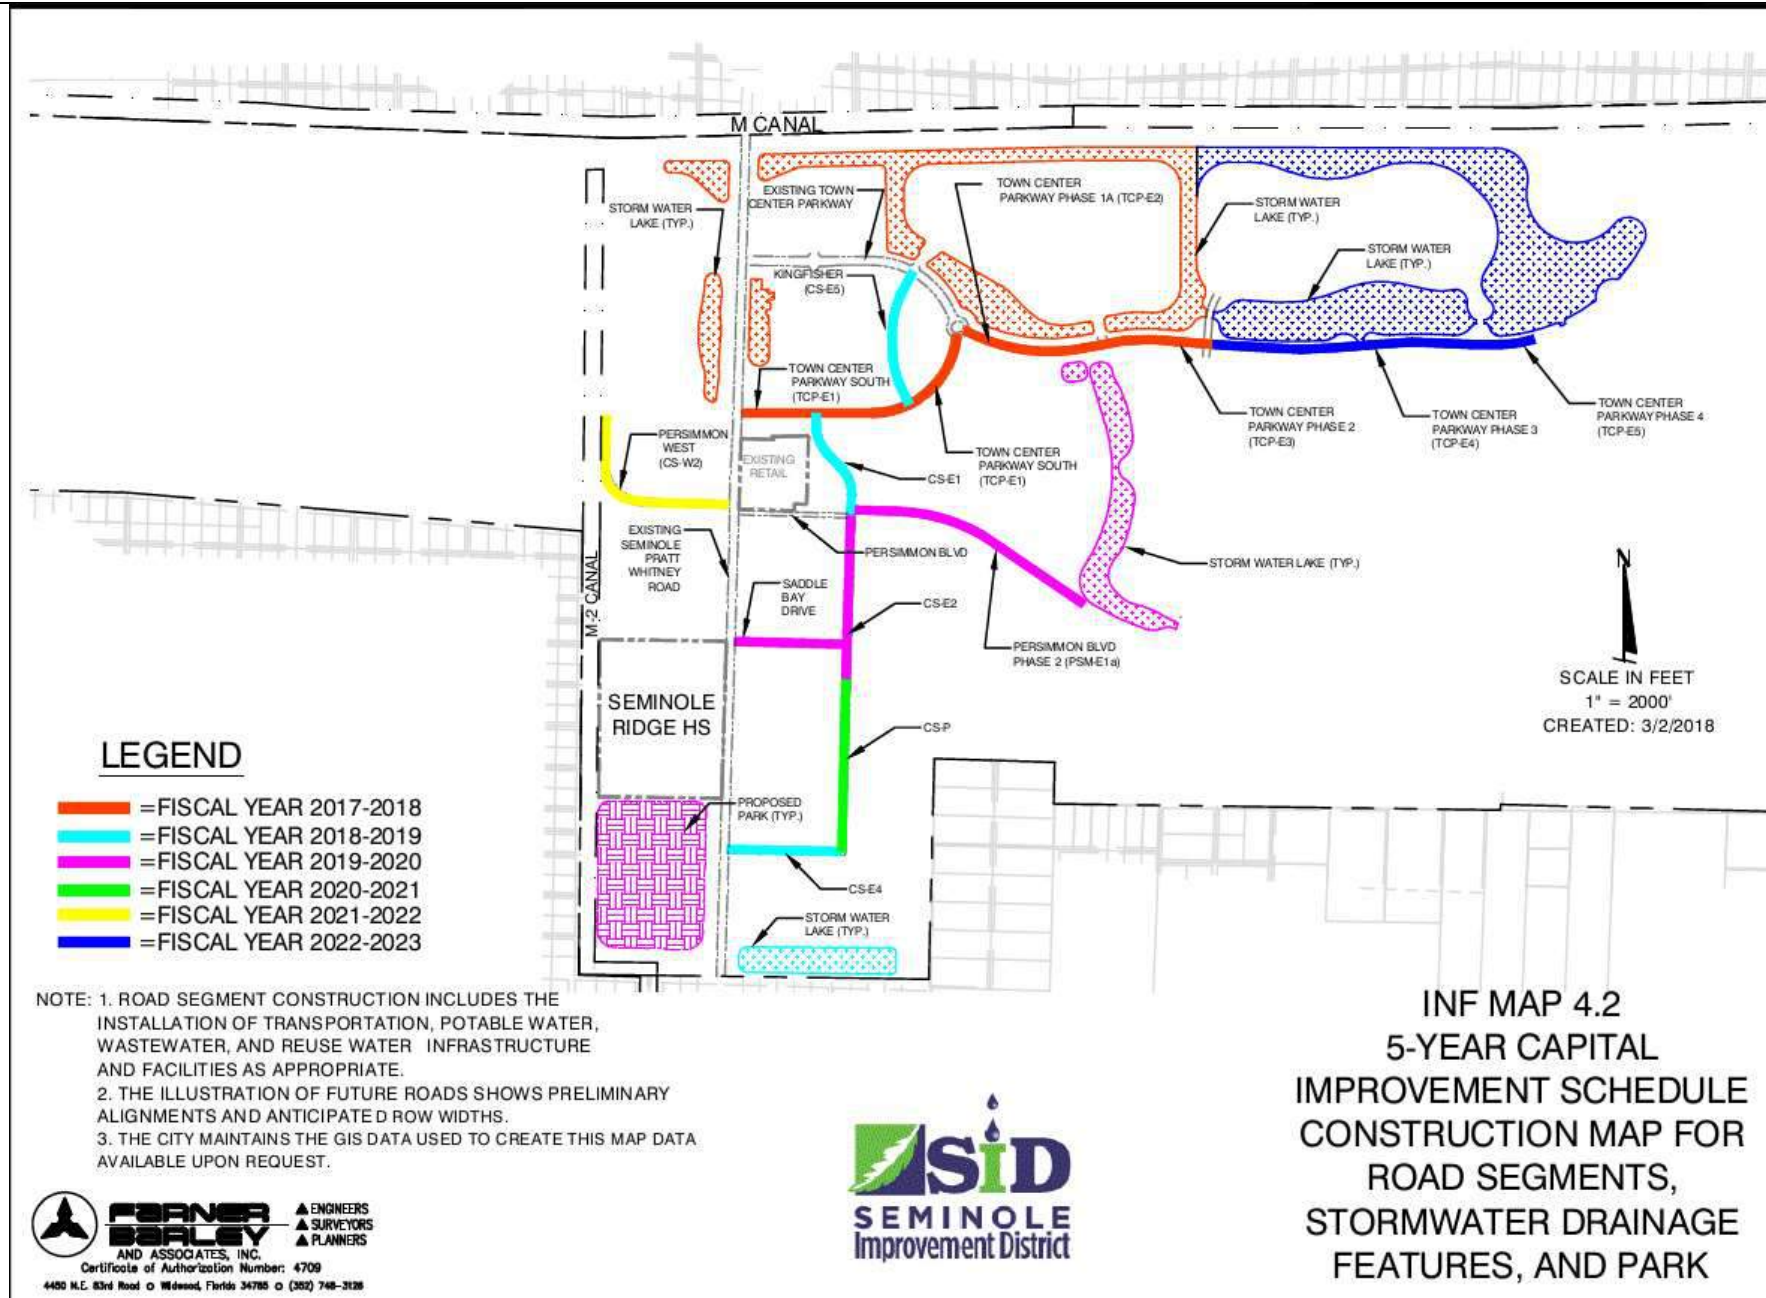 M CANAL
EXISTING TOWN
CENTER PARKWAY
TOWN CENTER
PARKWAY PHASE 1A (TCP-E2)
STORM WATER
LAKE (TYP.)
STORM WATER
LAKE (TYP.)
STORM WATER
LAKE (TYP.)
KINGFISHER
(CS-E5)
TOWN CENTER
PARKWAY SOUTH
(TCP-E1)
TOWN CENTER
PARKWAY PHASE 2
(TCP-E3)
TOWN CENTER
PARKWAY PHASE 3
(TCP-E4)
TOWN CENTER
PARKWAY PHASE 4
(TCP-E5)
PERSIMMON
WEST
(CS-W2)
EXISTING
RETAIL
TOWN CENTER
PARKWAY SOUTH
(TCP-E1)
CS-E1
EXISTING
SEMINOLE
PRATT
WHITNEY
ROAD
PERSIMMON BLVD
STORM WATER LAKE (TYP.)
M-2 CANAL
SADDLE
BAY
DRIVE
CS-E2
PERSIMMON BLVD
PHASE 2 (PSM-E1a)
N
SCALE IN FEET
1" = 2000'
CREATED: 3/2/2018
SEMINOLE
RIDGE HS
CS-P
PROPOSED
PARK (TYP.)
CS-E4
STORM WATER
LAKE (TYP.)
LEGEND
=FISCAL YEAR 2017-2018
=FISCAL YEAR 2018-2019
=FISCAL YEAR 2019-2020
=FISCAL YEAR 2020-2021
=FISCAL YEAR 2021-2022
=FISCAL YEAR 2022-2023
NOTE: 1. ROAD SEGMENT CONSTRUCTION INCLUDES THE
INSTALLATION OF TRANSPORTATION, POTABLE WATER,
WASTEWATER, AND REUSE WATER INFRASTRUCTURE
AND FACILITIES AS APPROPRIATE.
2. THE ILLUSTRATION OF FUTURE ROADS SHOWS PRELIMINARY
ALIGNMENTS AND ANTICIPATED ROW WIDTHS.
3. THE CITY MAINTAINS THE GIS DATA USED TO CREATE THIS MAP DATA
AVAILABLE UPON REQUEST.
FARNER
BARLEY
AND ASSOCIATES, INC.
ENGINEERS
SURVEYORS
PLANNERS
Certificate of Authorization Number: 4709
4450 N.E. 83rd Road o Wildwood, Florida 34785 o (352) 748-3126
SiD
SEMINOLE
Improvement District
INF MAP 4.2
5-YEAR CAPITAL
IMPROVEMENT SCHEDULE
CONSTRUCTION MAP FOR
ROAD SEGMENTS,
STORMWATER DRAINAGE
FEATURES, AND PARK